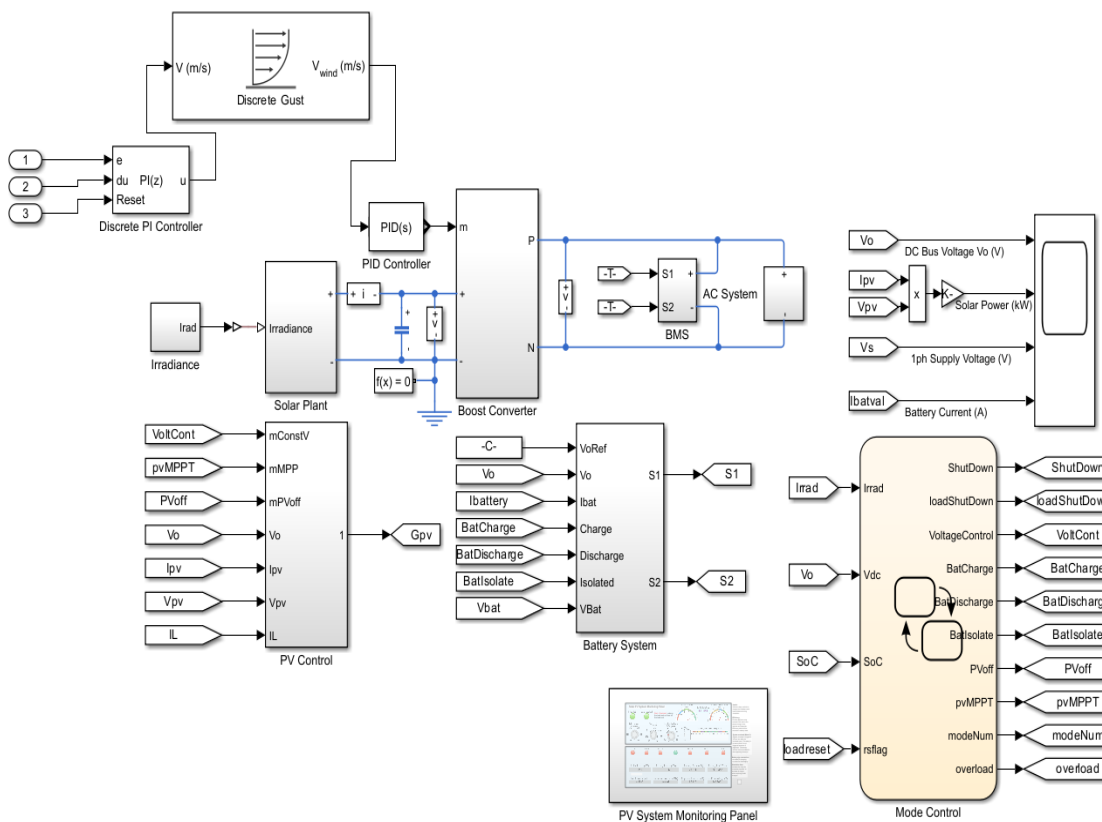 V (m/s)
V_wind (m/s)
Discrete Gust
1
2
3
e
du
Reset
PI(z)
u
Discrete PI Controller
PID(s)
PID Controller
m
P
N
+
-
Boost Converter
Irad
Irradiance
Irradiance
+
-
Solar Plant
+ i -
+
-
+ v -
f(x) = 0
+ v -
-T-
-T-
S1
S2
+
-
BMS
AC System
+
-
Vo
DC Bus Voltage Vo (V)
Ipv
Vpv
x
K-
Solar Power (kW)
Vs
1ph Supply Voltage (V)
Ibatval
Battery Current (A)
VoltCont
pvMPPT
PVoff
Vo
Ipv
Vpv
IL
mConstV
mMPP
mPVoff
Vo
Ipv
Vpv
IL
1
Gpv
PV Control
-C-
Vo
Ibattery
BatCharge
BatDischarge
BatIsolate
Vbat
VoRef
Vo
Ibat
Charge
Discharge
Isolated
VBat
S1
S2
S1
S2
Battery System
PV System Monitoring Panel
Irrad
Vo
SoC
loadreset
Irrad
Vdc
SoC
rsflag
ShutDown
loadShutDown
VoltageControl
BatCharge
BatDischarge
BatIsolate
PVoff
pvMPPT
modeNum
overload
ShutDown
loadShutDow
VoltCont
BatCharge
BatDischarg
BatIsolate
PVoff
pvMPPT
modeNum
overload
Mode Control